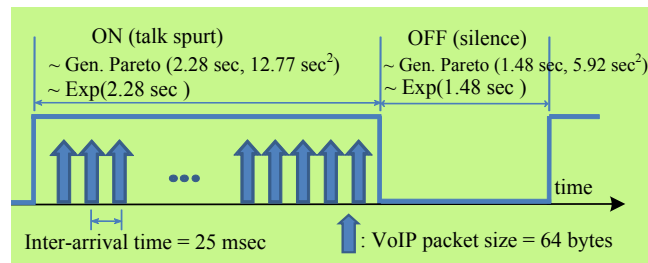 ON (talk spurt)
~ Gen. Pareto (2.28 sec, 12.77 sec²)
~ Exp(2.28 sec )
OFF (silence)
~ Gen. Pareto (1.48 sec, 5.92 sec²)
~ Exp(1.48 sec )
•••
time
Inter-arrival time = 25 msec
: VoIP packet size = 64 bytes